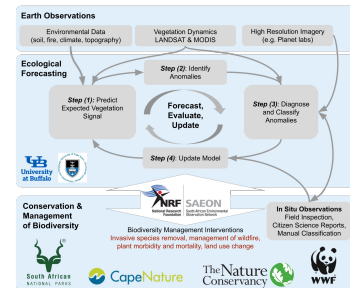 Earth Observations
Environmental Data
(soil, fire, climate, topography)
Vegetation Dynamics
LANDSAT & MODIS
High Resolution Imagery
(e.g. Planet labs)
Ecological
Forecasting
Step (2): Identify
Anomalies
Step (1): Predict
Expected Vegetation
Signal
Forecast,
Evaluate,
Update
Step (3): Diagnose
and Classify
Anomalies
Step (4): Update Model
University
at Buffalo
NRF
National Research
Foundation
SAEON
South African Environmental
Observation Network
Conservation &
Management
of Biodiversity
Biodiversity Management Interventions
Invasive species removal, management of wildfire,
plant morbidity and mortality, land use change
In Situ Observations
Field Inspection,
Citizen Science Reports,
Manual Classification
South African
NATIONAL PARKS
CapeNature
The Nature
Conservancy
WWF